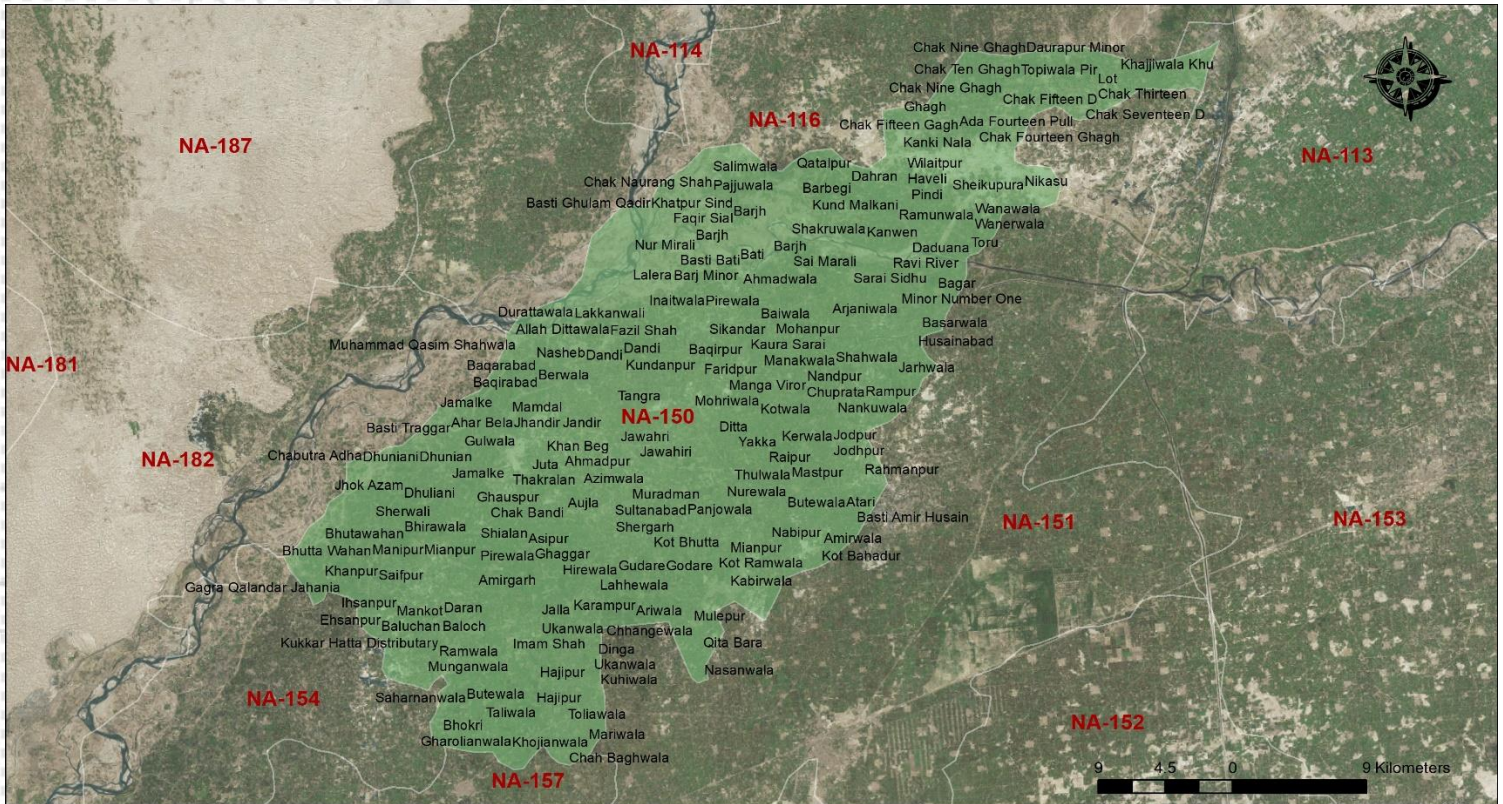 NA-114
Chak Nine Ghagh Daurapur Minor
Khajjiwala Khu
Chak Ten Ghagh Topiwala Pir
Lot
Chak Nine Ghagh
Chak Thirteen
Chak Fifteen D
Ghagh
Chak Seventeen D
NA-116
Chak Fifteen Gagh
Ada Fourteen Pull
Chak Fourteen Ghagh
NA-187
Kanki Nala
NA-113
Salimwala
Qatalpur
Wilaitpur
Dahran
Haveli
Chak Naurang Shah
Pajjuwala
Barbegi
Sheikupura
Nikasu
Pindi
Basti Ghulam Qadir
Khatpur Sind
Kund Malkani
Barjh
Wanawala
Faqir Sial
Ramunwala
Wanerwala
Shakruwala
Kanwen
Barjh
Nur Mirali
Barjh
Daduana
Toru
Basti Bati
Bati
Sai Marali
Ravi River
Lalera
Barj Minor
Ahmadwala
Sarai Sidhu
Bagar
Inaitwala
Pirewala
Minor Number One
Durattawala
Lakkanwali
Baiwala
Arjaniwala
Allah Dittawala
Fazil Shah
Sikandar
Mohanpur
Basarwala
Muhammad Qasim Shahwala
Kaura Sarai
Husainabad
Nasheb
Dandi
Dandi
Baqirpur
Manakwala
Shahwala
NA-181
Baqarabad
Berwala
Kundanpur
Faridpur
Jarhwala
Baqirabad
Nandpur
Manga Viror
Chuprata
Rampur
Tangra
Jamalke
Mamdal
Mohriwala
Kotwala
Nankuwala
NA-150
Basti Traggar
Ahar Bela
Jhandir
Jandir
Ditta
Gulwala
Jawahri
Yakka
Kerwala
Jodpur
Khan Beg
Jawahiri
Jodhpur
NA-182
Chabutra Adha
Dhuniani
Dhunian
Juta
Ahmadpur
Raipur
Jamalke
Thakralan
Azimwala
Thulwala
Mastpur
Rahmanpur
Jhok Azam
Dhuliani
Ghauspur
Muradman
Nurewala
Sherwali
Chak Bandi
Aujla
Sultanabad
Panjowala
Butewala
Atari
Basti Amir Husain
NA-151
NA-153
Bhutawahan
Bhirawala
Shialan
Asipur
Shergarh
Nabipur
Amirwala
Kot Bhutta
Bhutta Wahan
Manipur
Mianpur
Pirewala
Ghaggar
Mianpur
Kot Bahadur
Khanpur
Saifpur
Hirewala
Gudare
Godare
Kot Ramwala
Gagra Qalandar Jahania
Amirgarh
Lahhewala
Kabirwala
Ihsanpur
Mankot
Daran
Jalla
Karampur
Ariwala
Mulepur
Ehsanpur
Baluchan
Baloch
Ukanwala
Chhangewala
Kukkar Hatta Distributary
Imam Shah
Dinga
Qita Bara
Ramwala
Munganwala
Hajipur
Ukanwala
Nasanwala
Kuhiwala
NA-154
Saharnanwala
Butewala
Hajipur
Taliwala
Toliawala
NA-152
Bhokri
Mariwala
Gharolianwala
Khojianwala
Chah Baghwala
NA-157
9 4.5 0 9 Kilometers